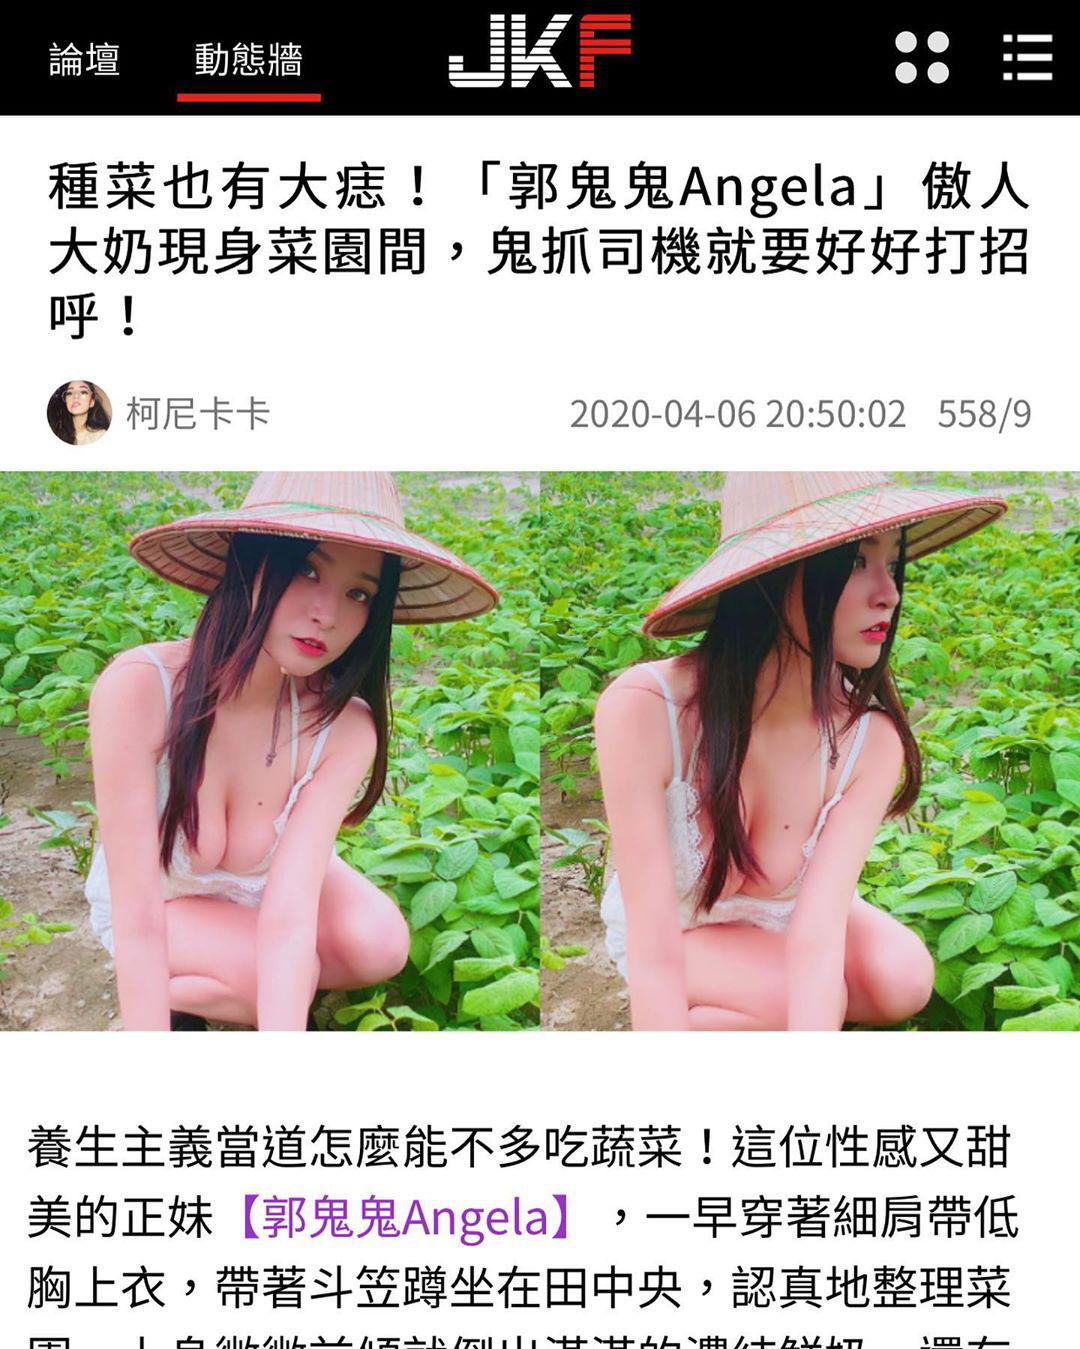 論壇 動態牆 JKF
種菜也有大痣！「郭鬼鬼Angela」傲人
大奶現身菜園間，鬼抓司機就要好好打招
呼！
柯尼卡卡 2020-04-06 20:50:02 558/9
養生主義當道怎麼能不多吃蔬菜！這位性感又甜
美的正妹【郭鬼鬼Angela】，一早穿著細肩帶低
胸上衣，帶著斗笠蹲坐在田中央，認真地整理菜